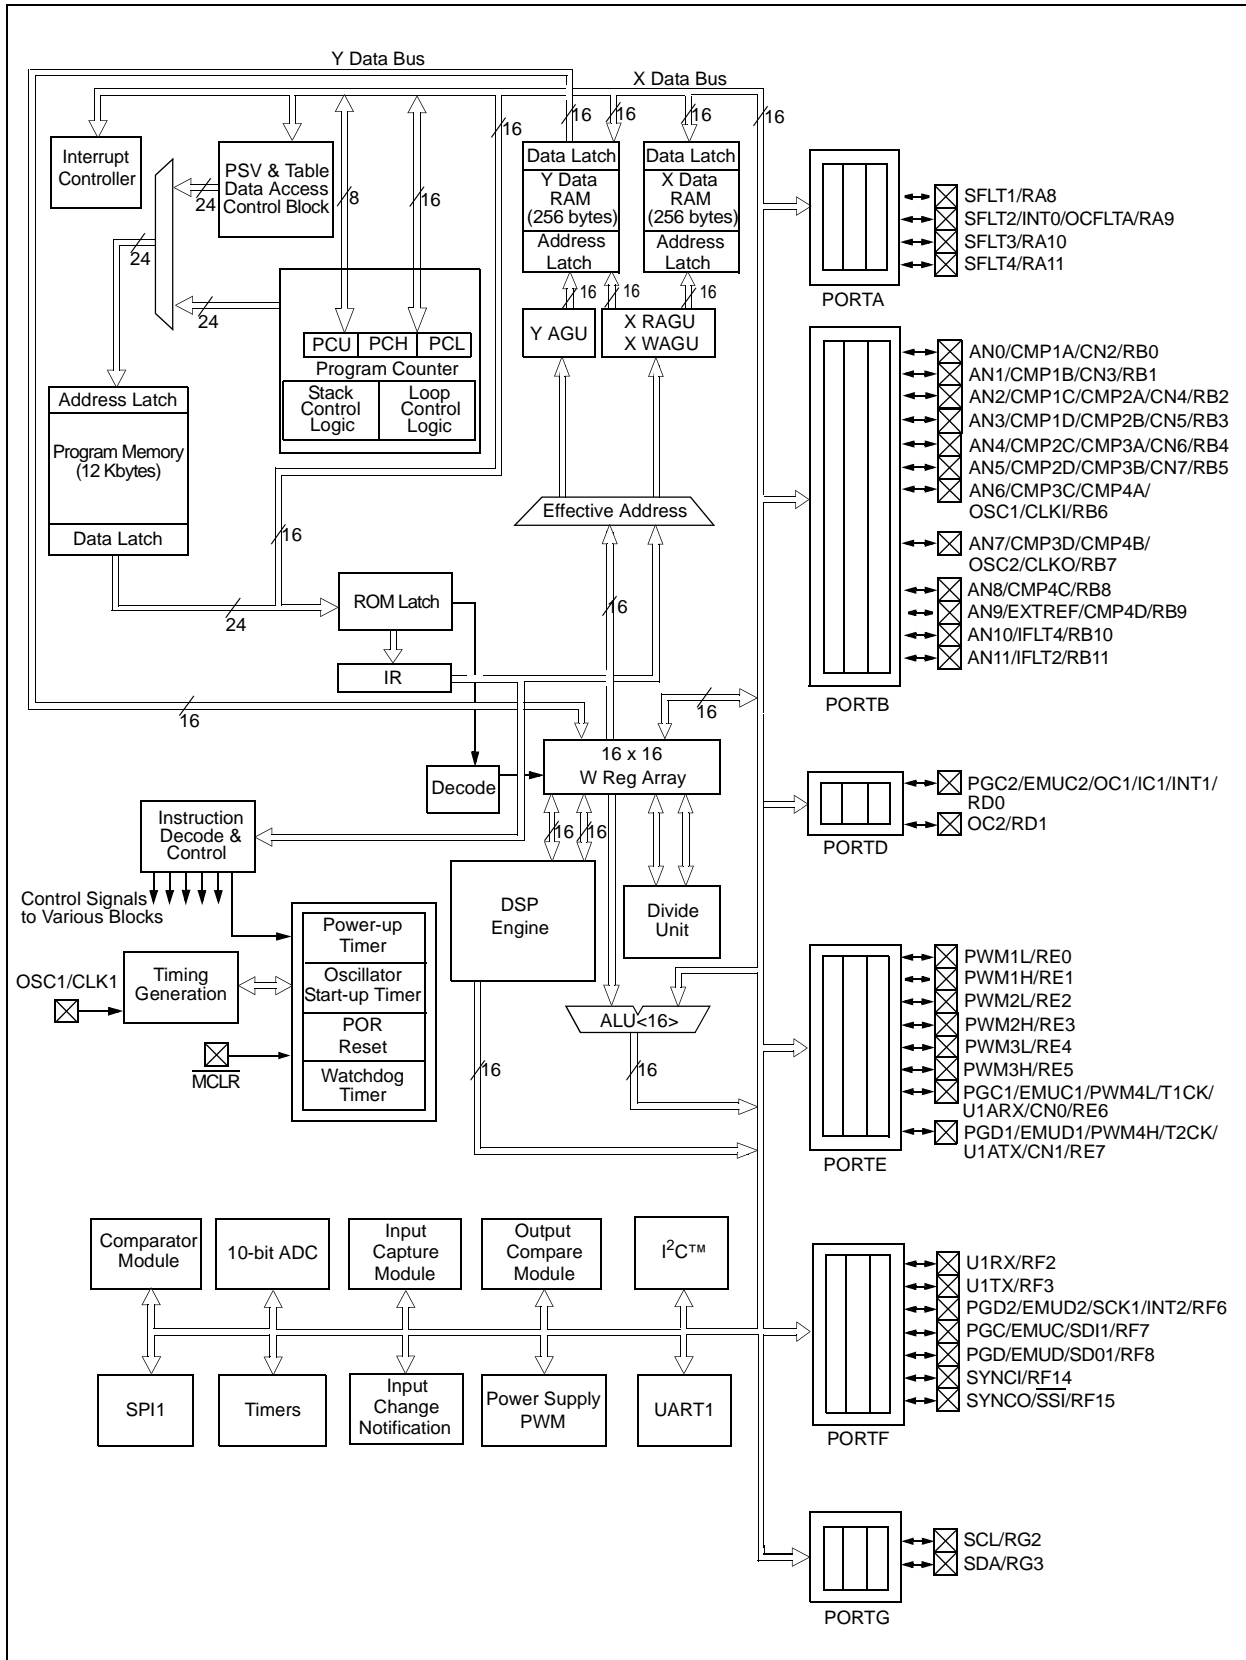 Y Data Bus
X Data Bus
16
16
16
16
16
Interrupt
Controller
PSV & Table
Data Access
Control Block
24
24
24
8
16
Data Latch
Y Data
RAM
(256 bytes)
Address
Latch
Data Latch
X Data
RAM
(256 bytes)
Address
Latch
16
16
16
Y AGU
X RAGU
X WAGU
PCU
PCH
PCL
Program Counter
Stack
Control
Logic
Loop
Control
Logic
Address Latch
Program Memory
(12 Kbytes)
Data Latch
Effective Address
16
24
ROM Latch
16
IR
16
16
16 x 16
W Reg Array
Decode
Instruction
Decode &
Control
Control Signals
to Various Blocks
16
16
DSP
Engine
Divide
Unit
Power-up
Timer
Oscillator
Start-up Timer
POR
Reset
Watchdog
Timer
OSC1/CLK1
Timing
Generation
MCLR
ALU<16>
16
16
Comparator
Module
10-bit ADC
Input
Capture
Module
Output
Compare
Module
I2C™
SPI1
Timers
Input
Change
Notification
Power Supply
PWM
UART1
SFLT1/RA8
SFLT2/INT0/OCFLTA/RA9
SFLT3/RA10
SFLT4/RA11
PORTA
AN0/CMP1A/CN2/RB0
AN1/CMP1B/CN3/RB1
AN2/CMP1C/CMP2A/CN4/RB2
AN3/CMP1D/CMP2B/CN5/RB3
AN4/CMP2C/CMP3A/CN6/RB4
AN5/CMP2D/CMP3B/CN7/RB5
AN6/CMP3C/CMP4A/
OSC1/CLKI/RB6
AN7/CMP3D/CMP4B/
OSC2/CLKO/RB7
AN8/CMP4C/RB8
AN9/EXTREF/CMP4D/RB9
AN10/IFLT4/RB10
AN11/IFLT2/RB11
PORTB
PGC2/EMUC2/OC1/IC1/INT1/
RD0
OC2/RD1
PORTD
PWM1L/RE0
PWM1H/RE1
PWM2L/RE2
PWM2H/RE3
PWM3L/RE4
PWM3H/RE5
PGC1/EMUC1/PWM4L/T1CK/
U1ARX/CN0/RE6
PGD1/EMUD1/PWM4H/T2CK/
U1ATX/CN1/RE7
PORTE
U1RX/RF2
U1TX/RF3
PGD2/EMUD2/SCK1/INT2/RF6
PGC/EMUC/SDI1/RF7
PGD/EMUD/SD01/RF8
SYNCI/RF14
SYNCO/SSI/RF15
PORTF
SCL/RG2
SDA/RG3
PORTG